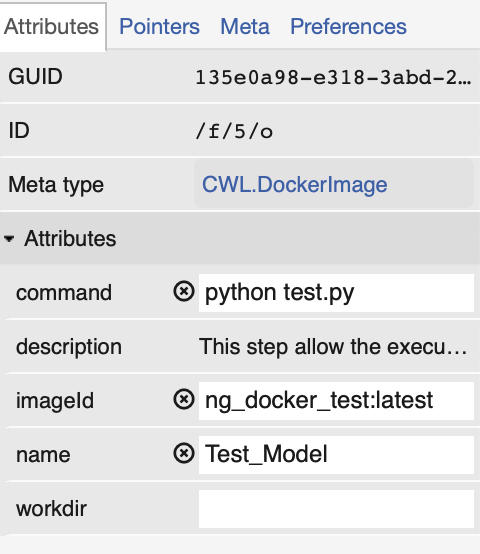 Attributes Pointers Meta Preferences
GUID 135e0a98-e318-3abd-2...
ID /f/5/o
Meta type CWL.DockerImage
Attributes
command python test.py
description This step allow the execu...
imageId ng_docker_test:latest
name Test_Model
workdir